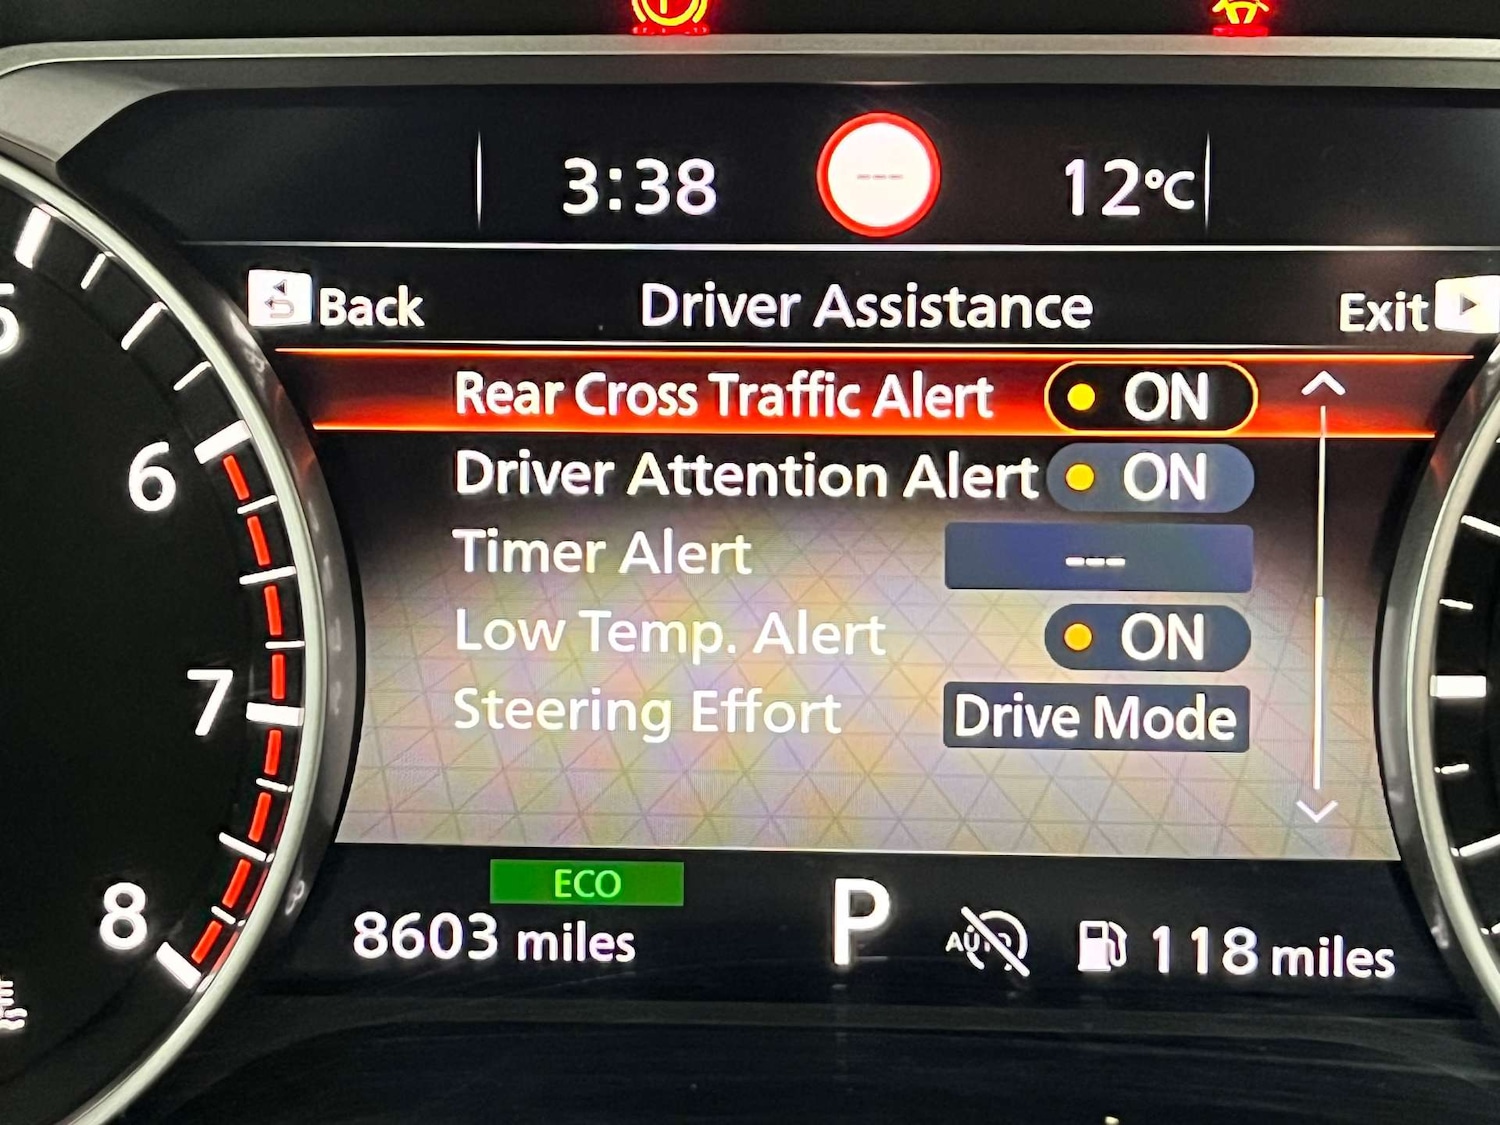 3:38 --- 12°C
Back Driver Assistance Exit
Rear Cross Traffic Alert ON
Driver Attention Alert ON
Timer Alert ---
Low Temp. Alert ON
Steering Effort Drive Mode
5
6
7
8
ECO
8603 miles P AUTO 118 miles